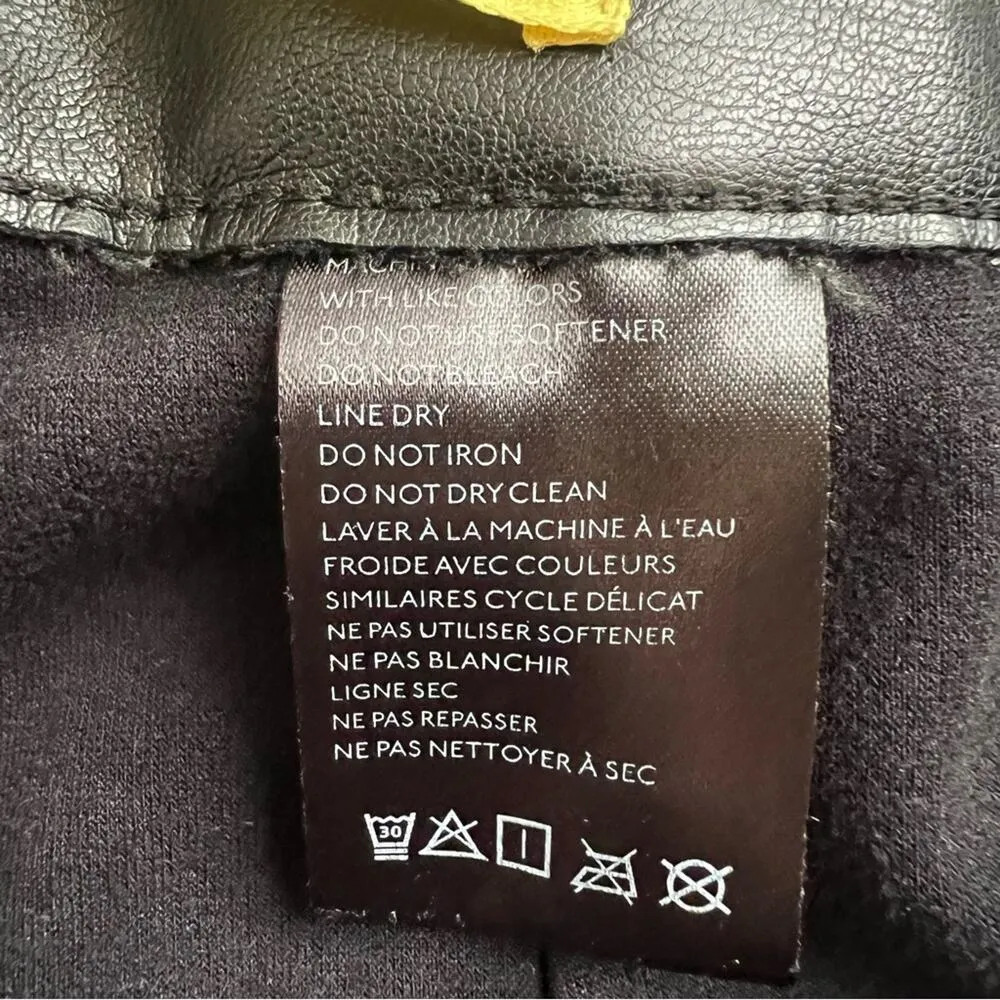 WITH LIKE COLORS
DO NOT USE SOFTENER
DO NOT BLEACH
LINE DRY
DO NOT IRON
DO NOT DRY CLEAN
LAVER À LA MACHINE À L'EAU
FROIDE AVEC COULEURS
SIMILAIRES CYCLE DÉLICAT
NE PAS UTILISER SOFTENER
NE PAS BLANCHIR
LIGNE SEC
NE PAS REPASSER
NE PAS NETTOYER À SEC
30